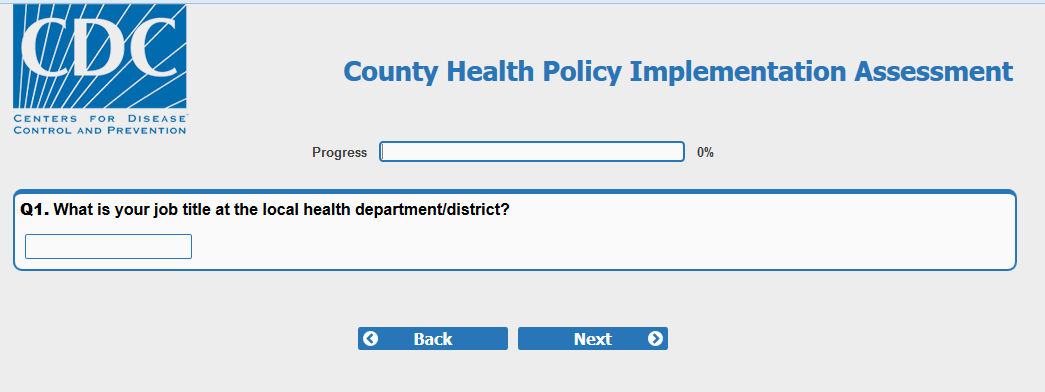 CDC
CENTERS FOR DISEASE
CONTROL AND PREVENTION
County Health Policy Implementation Assessment
Progress 0%
Q1. What is your job title at the local health department/district?
Back Next